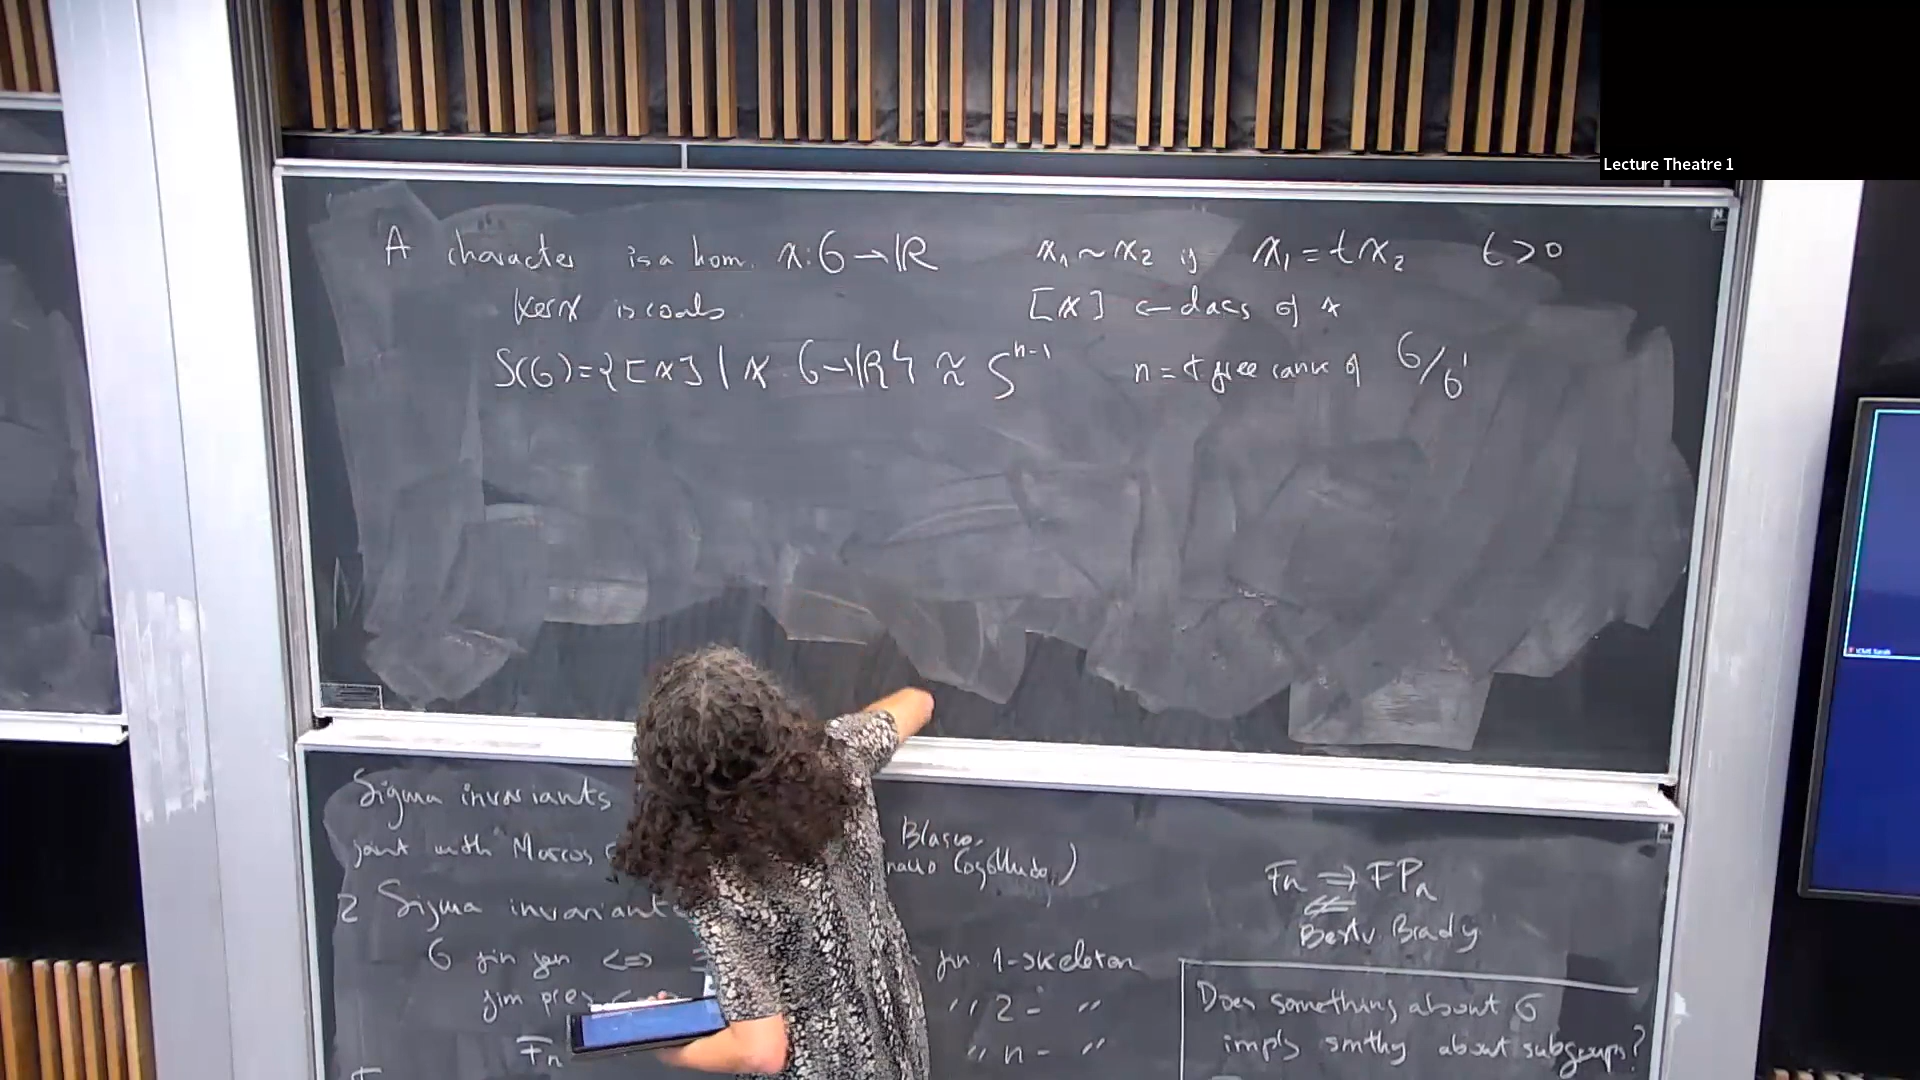 Lecture Theatre 1
A character is a hom. χ: G → ℝ
χ₁ ~ χ₂ if χ₁ = tχ₂ t > 0
Ker χ is coab
[χ] ← class of χ
S(G) = {[χ] | χ: G → ℝ} ≈ Sⁿ⁻¹
n = free rank of G/G'
Sigma invariants
joint with Marcos Blasco,
Cogolludo)
2 Sigma invariants
G fin gen ⇔ ∃ fin. 1-skeleton
fin pres ⇔ " 2 - "
Fₙ " n - "
Fₙ ⇒ FPₙ
⇐
Bestv. Brady
Does something about G
imply smthg about subgroups?